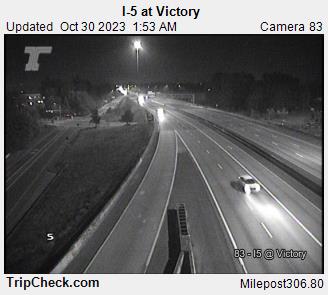 I-5 at Victory
Updated Oct 30 2023 1:53 AM Camera 83
T
S
83 - I5 @ Victory
TripCheck.com Milepost306.80